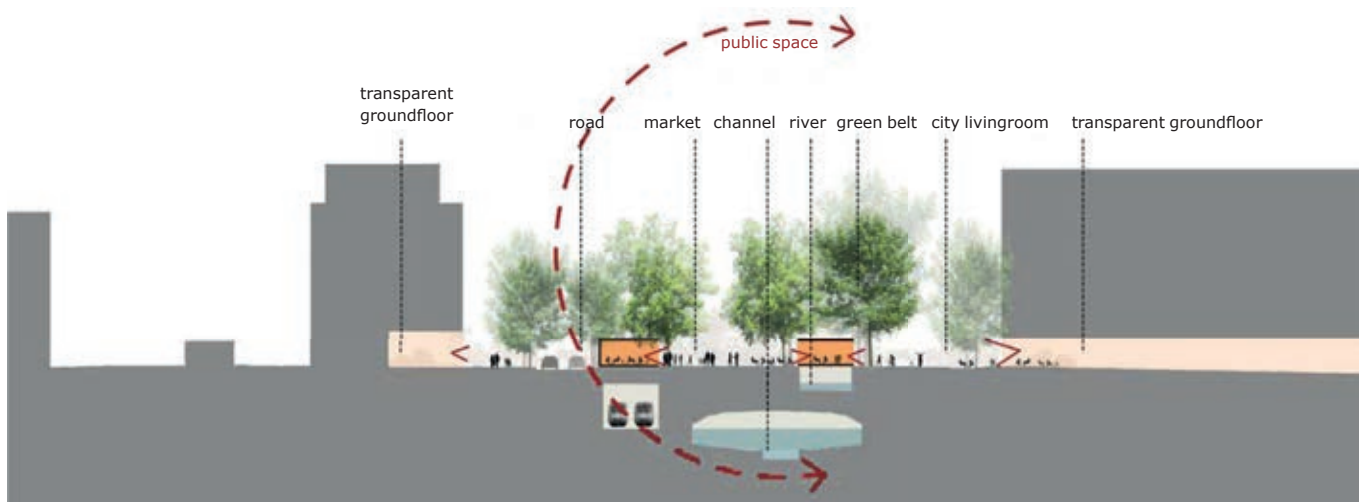 public space
transparent
groundfloor
road
market
channel
river
green belt
city livingroom
transparent groundfloor